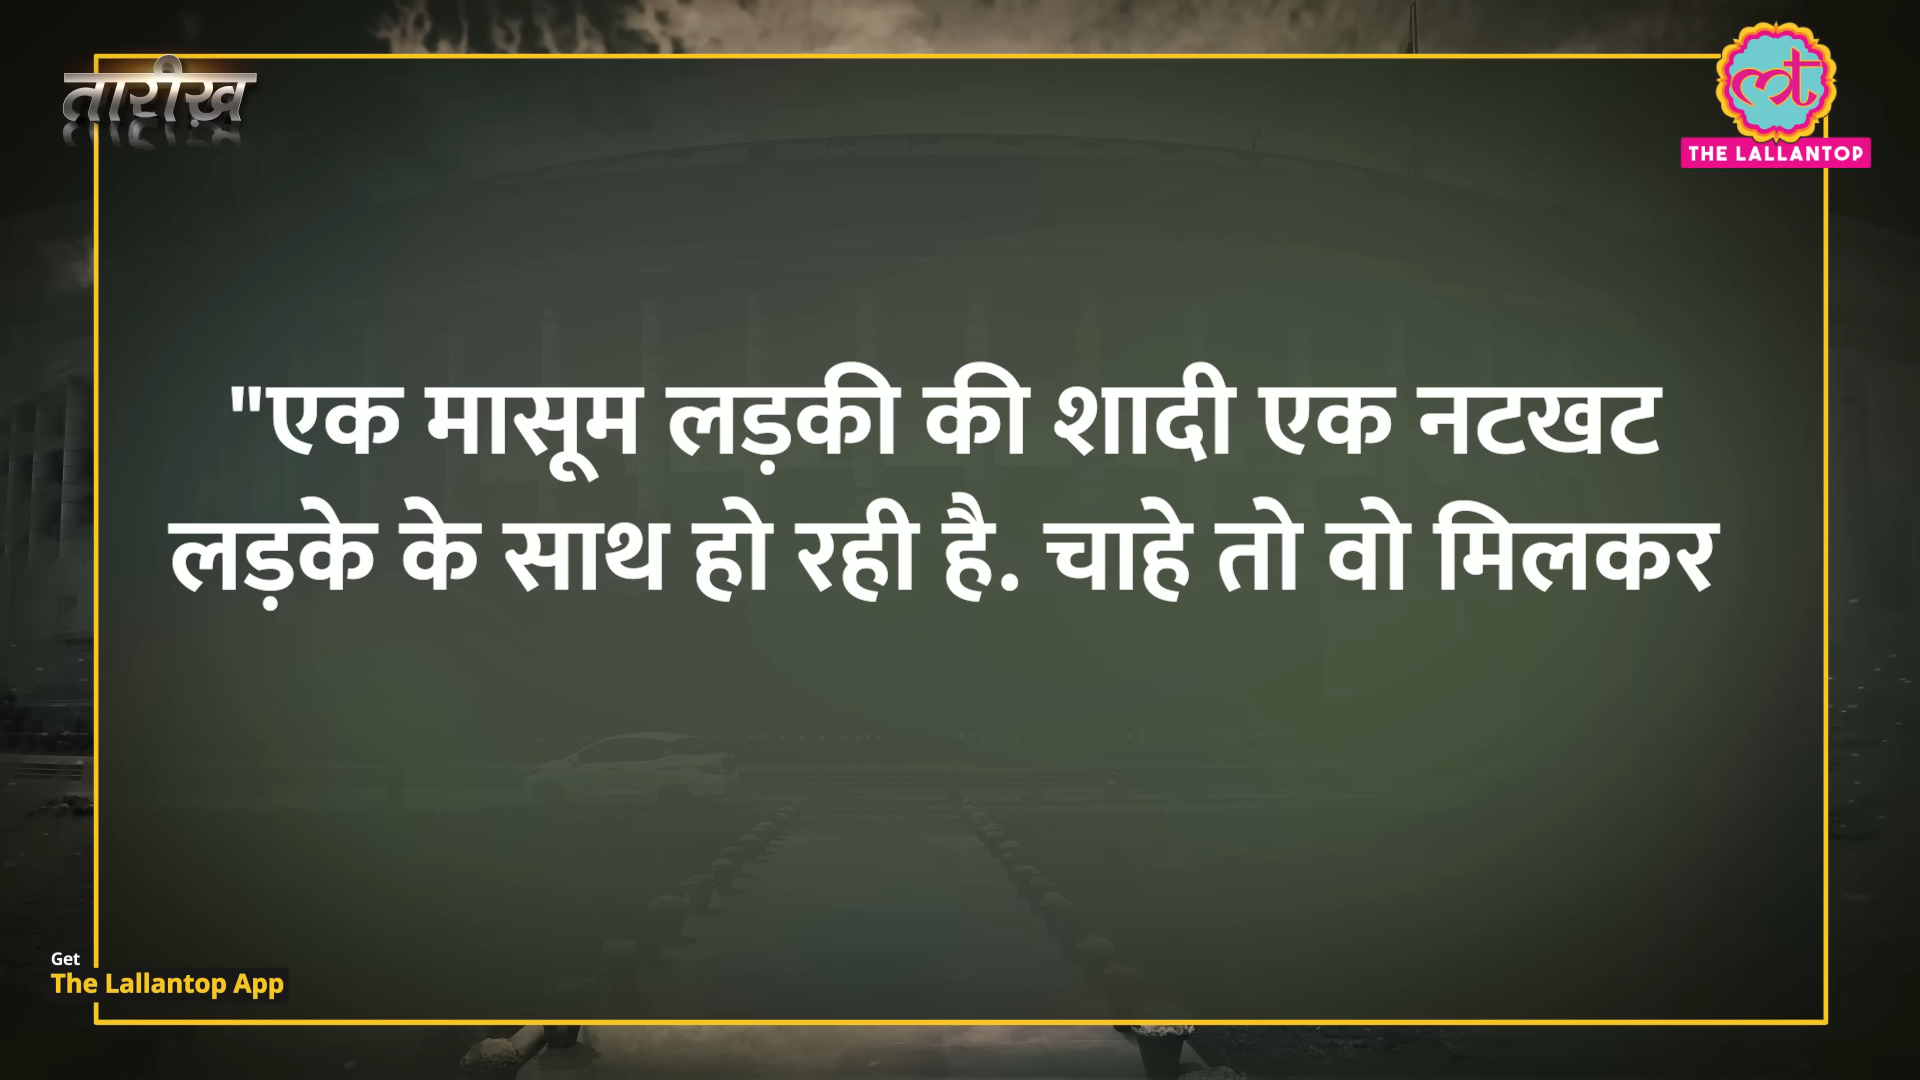 तारीख़
THE LALLANTOP
"एक मासूम लड़की की शादी एक नटखट
लड़के के साथ हो रही है. चाहे तो वो मिलकर
Get
The Lallantop App